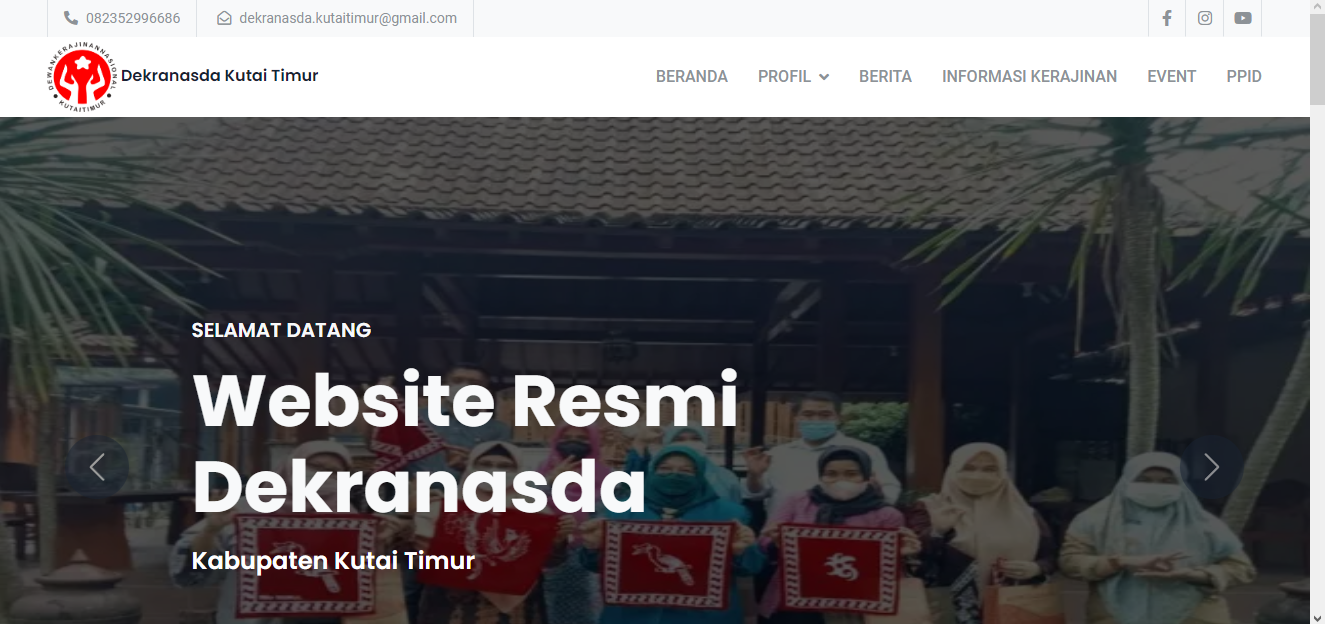 082352996686
dekranasda.kutaitimur@gmail.com
DEWAN KERAJINAN NASIONAL
KUTAI TIMUR
Dekranasda Kutai Timur
BERANDA
PROFIL
BERITA
INFORMASI KERAJINAN
EVENT
PPID
SELAMAT DATANG
Website Resmi
Dekranasda
Kabupaten Kutai Timur